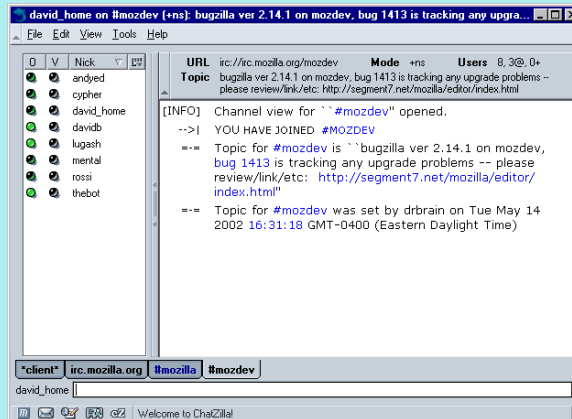 david_home on #mozdev (+ns): bugzilla ver 2.14.1 on mozdev, bug 1413 is tracking any upgra...
File Edit View Tools Help
O V Nick
andyed
cypher
david_home
davidb
lugash
mental
rossi
thebot
URL irc://irc.mozilla.org/mozdev Mode +ns Users 8, 3@, 0+
Topic bugzilla ver 2.14.1 on mozdev, bug 1413 is tracking any upgrade problems --
please review/link/etc: http://segment7.net/mozilla/editor/index.html
[INFO] Channel view for ``#mozdev'' opened.
-->| YOU HAVE JOINED #MOZDEV
=-= Topic for #mozdev is ``bugzilla ver 2.14.1 on mozdev,
bug 1413 is tracking any upgrade problems -- please
review/link/etc: http://segment7.net/mozilla/editor/
index.html''
=-= Topic for #mozdev was set by drbrain on Tue May 14
2002 16:31:18 GMT-0400 (Eastern Daylight Time)
*client* irc.mozilla.org #mozilla #mozdev
david_home
Welcome to ChatZilla!